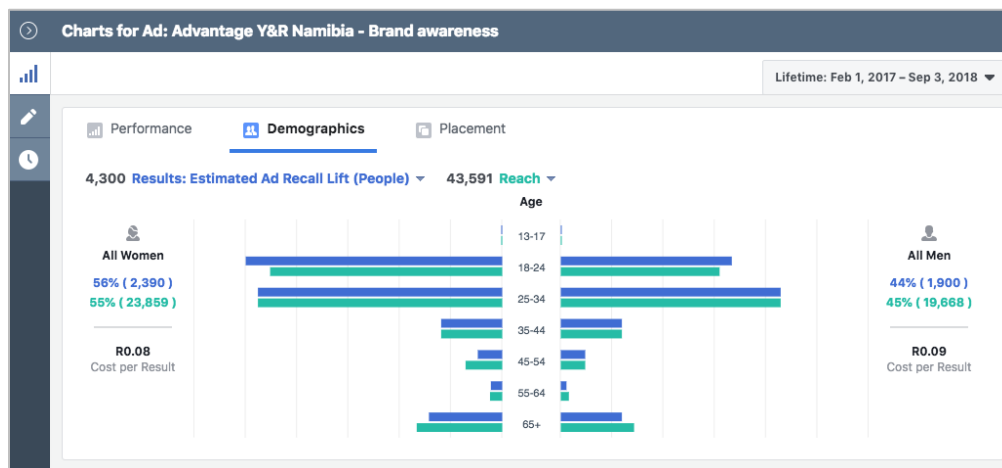 Charts for Ad: Advantage Y&R Namibia - Brand awareness
Lifetime: Feb 1, 2017 – Sep 3, 2018
Performance
Demographics
Placement
4,300 Results: Estimated Ad Recall Lift (People)
43,591 Reach
Age
All Women
56% ( 2,390 )
55% ( 23,859 )
R0.08
Cost per Result
13-17
18-24
25-34
35-44
45-54
55-64
65+
All Men
44% ( 1,900 )
45% ( 19,668 )
R0.09
Cost per Result